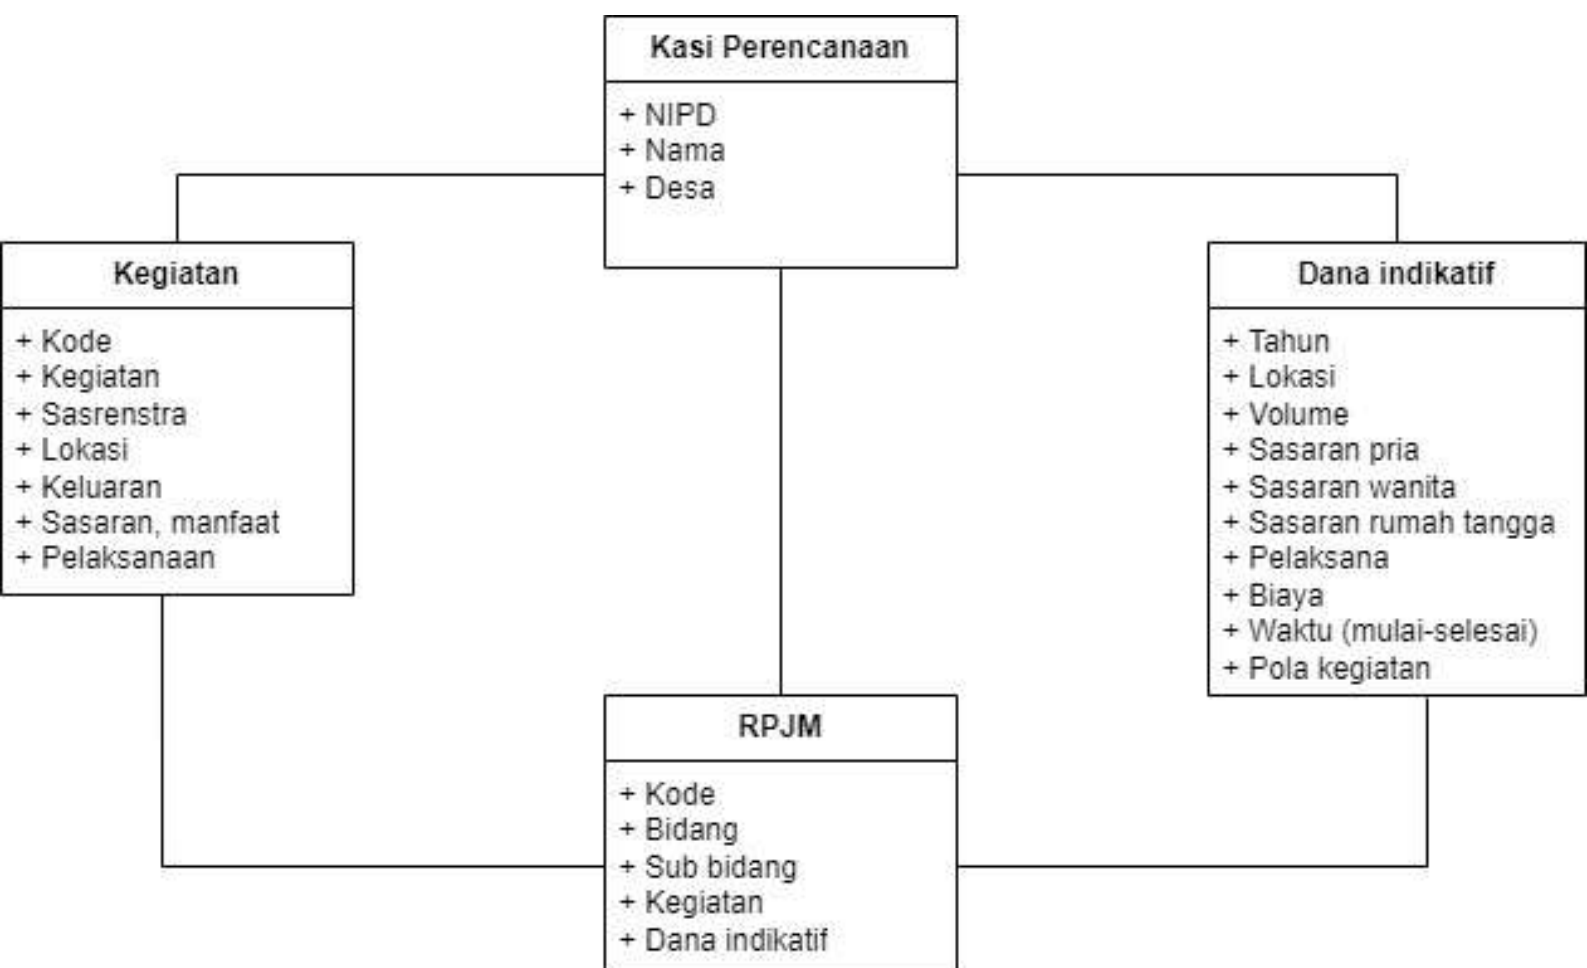 Kasi Perencanaan
+ NIPD
+ Nama
+ Desa
Kegiatan
+ Kode
+ Kegiatan
+ Sasrenstra
+ Lokasi
+ Keluaran
+ Sasaran, manfaat
+ Pelaksanaan
Dana indikatif
+ Tahun
+ Lokasi
+ Volume
+ Sasaran pria
+ Sasaran wanita
+ Sasaran rumah tangga
+ Pelaksana
+ Biaya
+ Waktu (mulai-selesai)
+ Pola kegiatan
RPJM
+ Kode
+ Bidang
+ Sub bidang
+ Kegiatan
+ Dana indikatif